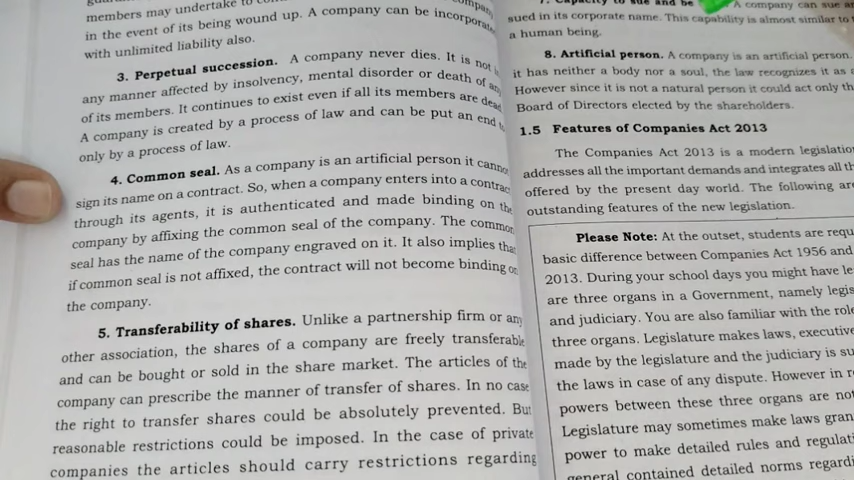 members may undertake to
in the event of its being wound up. A company can be incorporate
with unlimited liability also.
3. Perpetual succession. A company never dies. It is not
any manner affected by insolvency, mental disorder or death of any
of its members. It continues to exist even if all its members are dead
A company is created by a process of law and can be put an end
only by a process of law.
4. Common seal. As a company is an artificial person it cannot
sign its name on a contract. So, when a company enters into a contrac
through its agents, it is authenticated and made binding on the
company by affixing the common seal of the company. The common
seal has the name of the company engraved on it. It also implies that
if common seal is not affixed, the contract will not become binding on
the company.
5. Transferability of shares. Unlike a partnership firm or any
other association, the shares of a company are freely transferable
and can be bought or sold in the share market. The articles of the
company can prescribe the manner of transfer of shares. In no case
the right to transfer shares could be absolutely prevented. But
reasonable restrictions could be imposed. In the case of private
companies the articles should carry restrictions regarding
7. Capacity to sue and be A company can sue an
sued in its corporate name. This capability is almost similar to
a human being.
8. Artificial person. A company is an artificial person.
it has neither a body nor a soul, the law recognizes it as
However since it is not a natural person it could act only th
Board of Directors elected by the shareholders.
1.5 Features of Companies Act 2013
The Companies Act 2013 is a modern legislation
addresses all the important demands and integrates all th
offered by the present day world. The following are
outstanding features of the new legislation.
Please Note: At the outset, students are requ
basic difference between Companies Act 1956 and
2013. During your school days you might have le
are three organs in a Government, namely legis
and judiciary. You are also familiar with the role
three organs. Legislature makes laws, executive
made by the legislature and the judiciary is su
the laws in case of any dispute. However in r
powers between these three organs are not
Legislature may sometimes make laws gran
power to make detailed rules and regulati
general contained detailed norms regardi